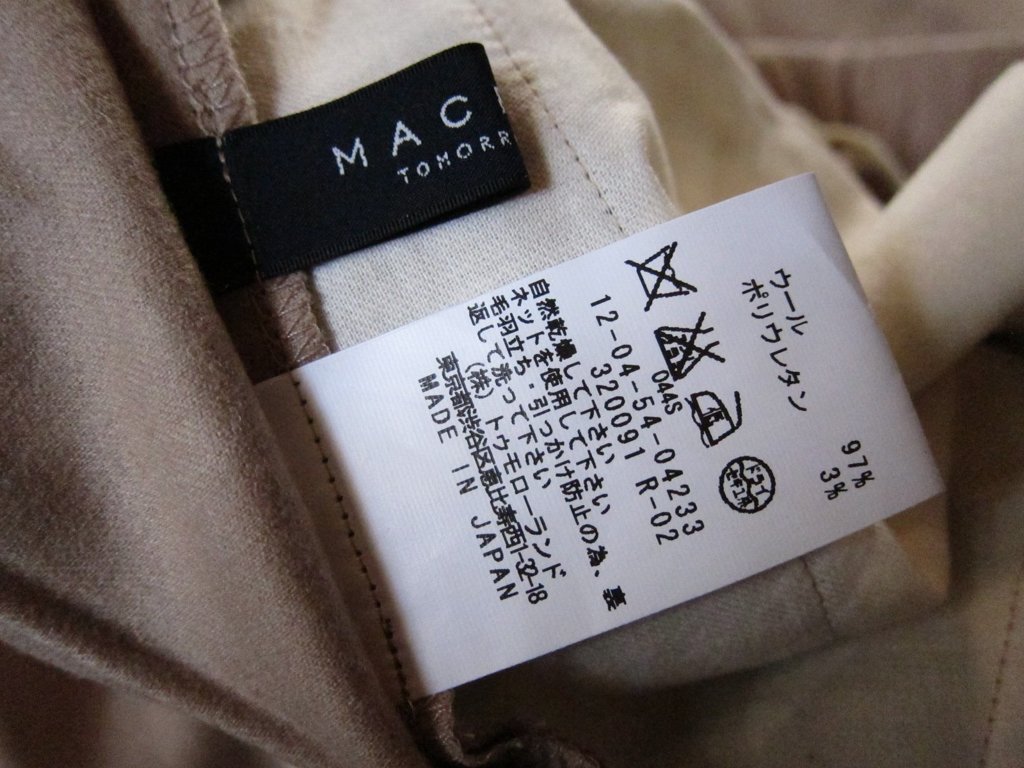 MAC
TOMORR
ウール 97%
ポリウレタン 3%
044S
ドライ
12-04-54-04233
320091 R-02
自然乾燥して下さい
ネットを使用して下さい
毛羽立ち・引っかけ防止の為、裏
返して洗って下さい
(株)トゥモローランド
東京都渋谷区恵比寿西1-32-18
MADE IN JAPAN